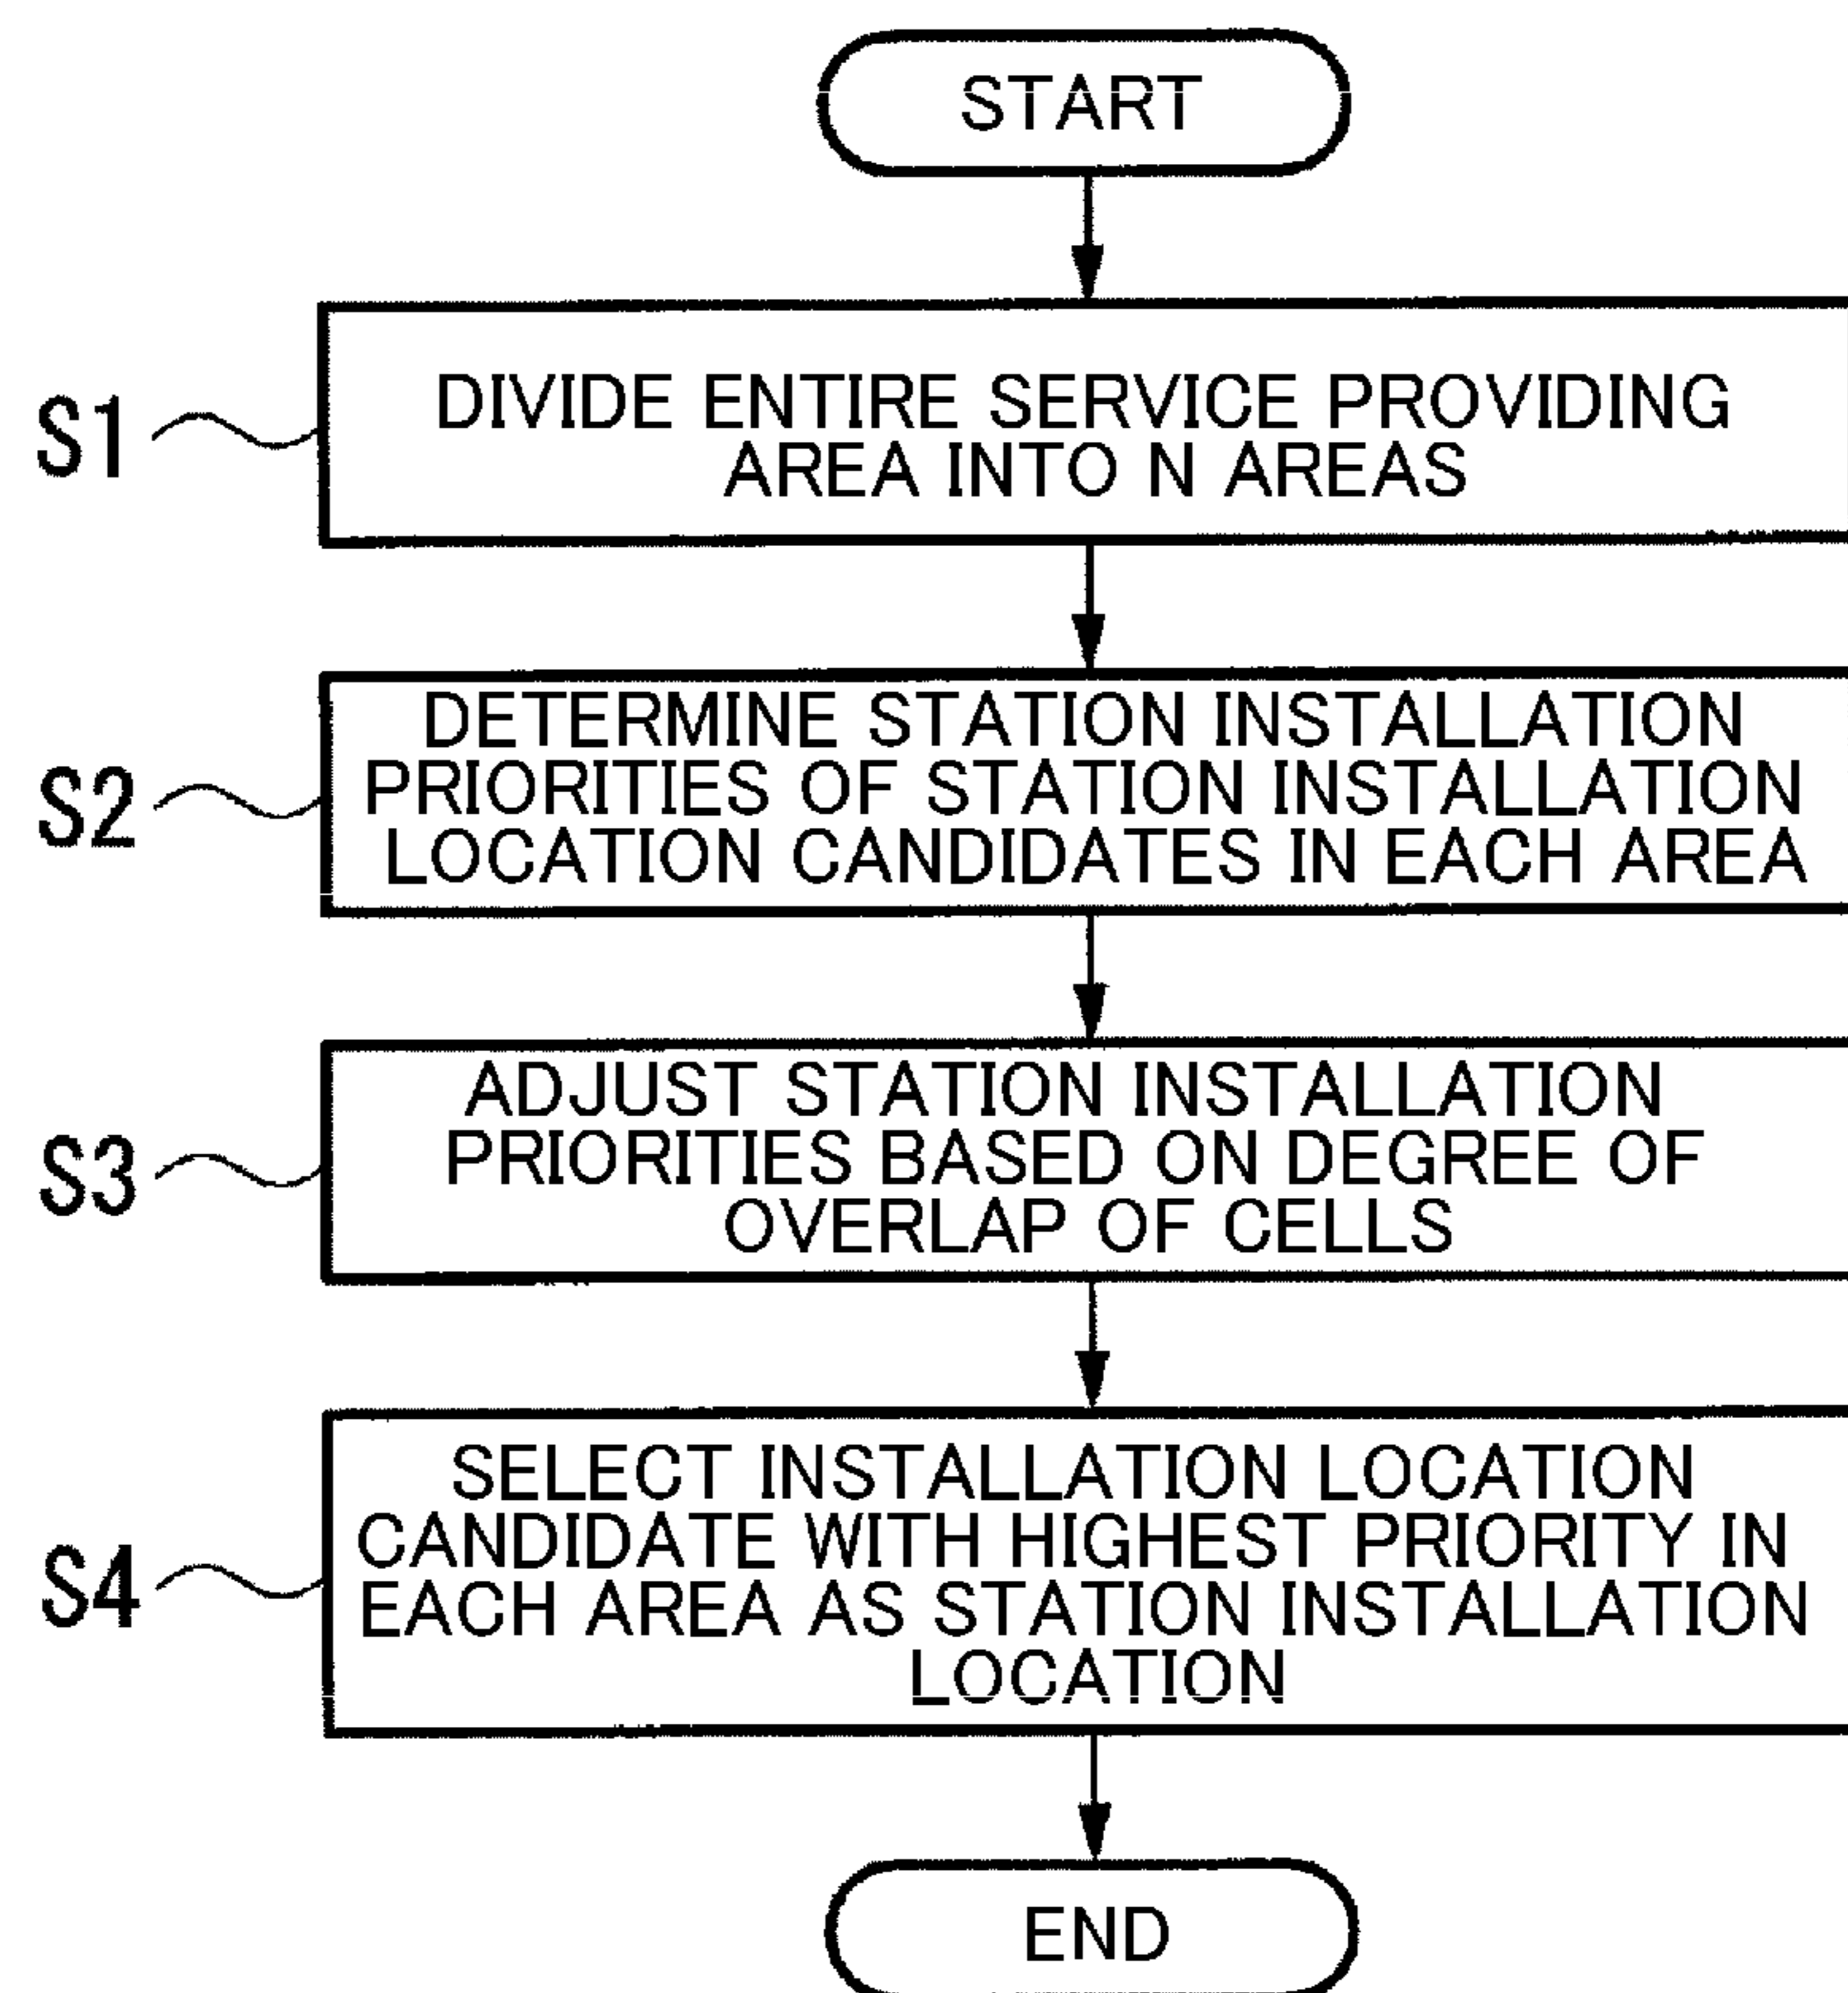 START
S1
DIVIDE ENTIRE SERVICE PROVIDING
AREA INTO N AREAS
S2
DETERMINE STATION INSTALLATION
PRIORITIES OF STATION INSTALLATION
LOCATION CANDIDATES IN EACH AREA
S3
ADJUST STATION INSTALLATION
PRIORITIES BASED ON DEGREE OF
OVERLAP OF CELLS
S4
SELECT INSTALLATION LOCATION
CANDIDATE WITH HIGHEST PRIORITY IN
EACH AREA AS STATION INSTALLATION
LOCATION
END